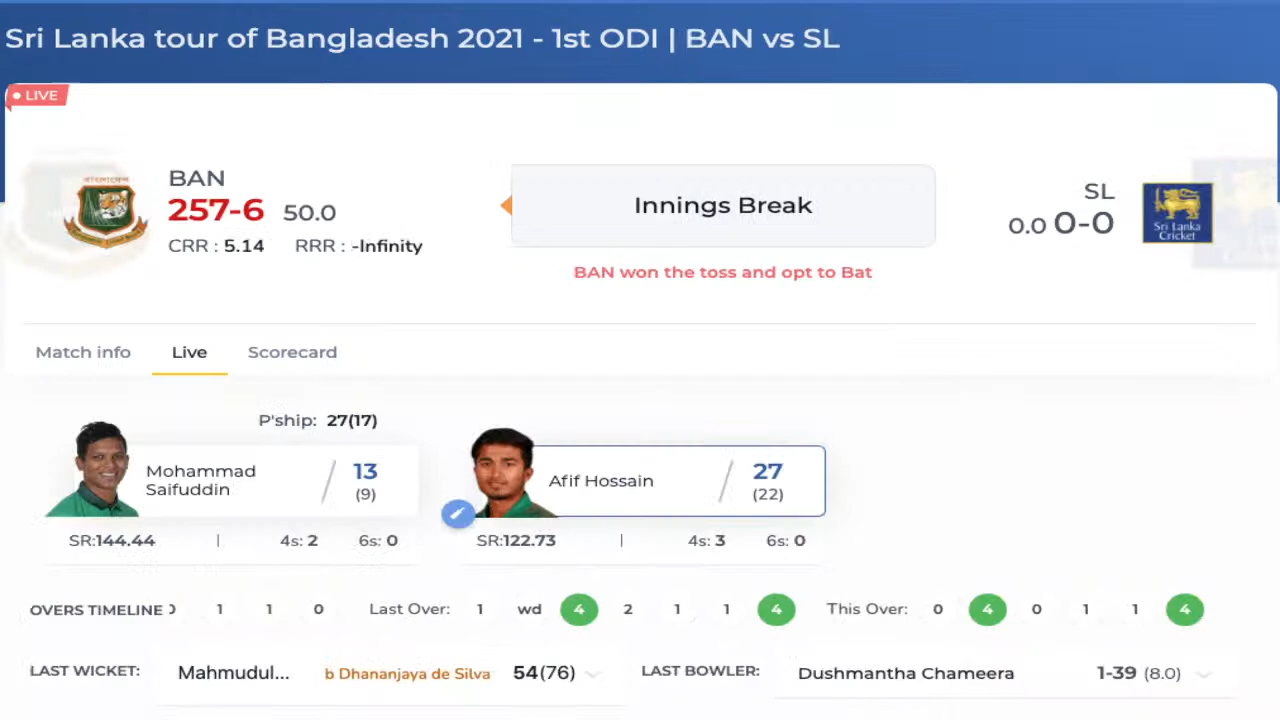 Sri Lanka tour of Bangladesh 2021 - 1st ODI | BAN vs SL
LIVE
BAN
257-6 50.0
CRR : 5.14 RRR : -Infinity
Innings Break
BAN won the toss and opt to Bat
SL
0.0 0-0
Sri Lanka
Cricket
Match info Live Scorecard
P'ship: 27(17)
Mohammad
Saifuddin
13
(9)
SR:144.44 | 4s: 2 6s: 0
Afif Hossain
27
(22)
SR:122.73 | 4s: 3 6s: 0
OVERS TIMELINE 1 1 0 Last Over: 1 wd 4 2 1 1 4 This Over: 0 4 0 1 1 4
LAST WICKET: Mahmudul... b Dhananjaya de Silva 54(76) LAST BOWLER: Dushmantha Chameera 1-39 (8.0)